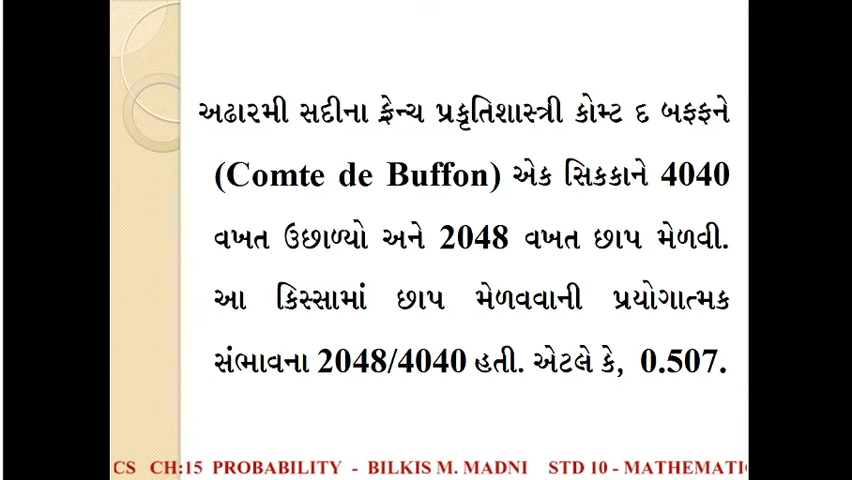 અઢારમી સદીના ફ્રેન્ચ પ્રકૃતિશાસ્ત્રી કોમ્ટ દ બફફને
(Comte de Buffon) એક સિકકાને 4040
વખત ઉછાળ્યો અને 2048 વખત છાપ મેળવી.
આ કિસ્સામાં છાપ મેળવવાની પ્રયોગાત્મક
સંભાવના 2048/4040 હતી. એટલે કે, 0.507.
CS CH:15 PROBABILITY - BILKIS M. MADNI STD 10 - MATHEMATI